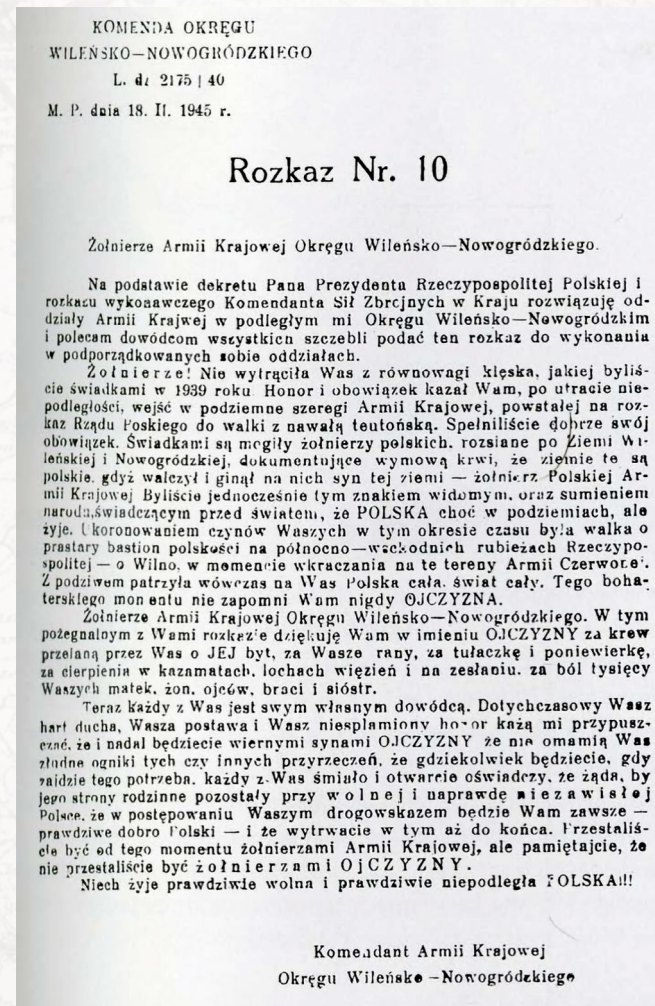 KOMENDA OKRĘGU
WILEŃSKO—NOWOGRÓDZKIEGO
L. dz 2175 | 40
M. P. dnia 18. II. 1945 r.
Rozkaz Nr. 10
Żołnierze Armii Krajowej Okręgu Wileńsko—Nowogródzkiego.
Na podstawie dekretu Pana Prezydenta Rzeczypospolitej Polskiej i
rozkazu wykonawczego Komendanta Sił Zbrojnych w Kraju rozwiązuję od-
działy Armii Krajwej w podległym mi Okręgu Wileńsko—Nowogródzkim
i polecam dowódcom wszystkich szczebli podać ten rozkaz do wykonania
w podporządkowanych sobie oddziałach.
Żołnierze! Nie wytrąciła Was z równowagi klęska, jakiej byliś-
cie świadkami w 1939 roku. Honor i obowiązek kazał Wam, po utracie nie-
podległości, wejść w podziemne szeregi Armii Krajowej, powstałej na roz-
kaz Rządu Poskiego do walki z nawałą teutońską. Spełniliście dobrze swój
obowiązek. Świadkami są mogiły żołnierzy polskich, rozsiane po Ziemi Wi-
leńskiej i Nowogródzkiej, dokumentujące wymową krwi, że ziemie te są
polskie, gdyż walczył i ginął na nich syn tej ziemi — żołnierz Polskiej Ar-
mii Krajowej Byliście jednocześnie tym znakiem widomym, oraz sumieniem
narodu,świadczącym przed światem, że POLSKA choć w podziemiach, ale
żyje. Ukoronowaniem czynów Waszych w tym okresie czasu była walka o
prastary bastion polskości na północno—wschodnich rubieżach Rzeczypo-
spolitej — o Wilno, w momencie wkraczania na te tereny Armii Czerwonej.
Z podziwem patrzyła wówczas na Was Polska cała, świat cały. Tego boha-
terskiego momentu nie zapomni Wam nigdy OJCZYZNA.
Żołnierze Armii Krajowej Okręgu Wileńsko—Nowogródzkiego. W tym
pożegnalnym z Wami rozkazie dziękuję Wam w imieniu OJCZYZNY za krew
przelaną przez Was o JEJ byt, za Wasze rany, za tułaczkę i poniewierkę,
za cierpienia w kazamatach, lochach więzień i na zesłaniu, za ból tysięcy
Waszych matek, żon, ojców, braci i sióstr.
Teraz każdy z Was jest swym własnym dowódcą. Dotychczasowy Wasz
hart ducha, Wasza postawa i Wasz niesplamiony honor każą mi przypusz-
czać, że i nadal będziecie wiernymi synami OJCZYZNY że nie omamią Was
złudne ogniki tych czy innych przyrzeczeń, że gdziekolwiek będziecie, gdy
zajdzie tego potrzeba, każdy z Was śmiało i otwarcie oświadczy, że żąda, by
jego strony rodzinne pozostały przy wolnej i naprawdę niezawisłej
Polsce, że w postępowaniu Waszym drogowskazem będzie Wam zawsze —
prawdziwe dobro Polski — i że wytrwacie w tym aż do końca. Przestaliś-
cie być od tego momentu żołnierzami Armii Krajowej, ale pamiętajcie, że
nie przestaliście być żołnierzami OjCZYZNY.
Niech żyje prawdziwie wolna i prawdziwie niepodległa POLSKA!!!
Komendant Armii Krajowej
Okręgu Wileńsko—Nowogródzkiego